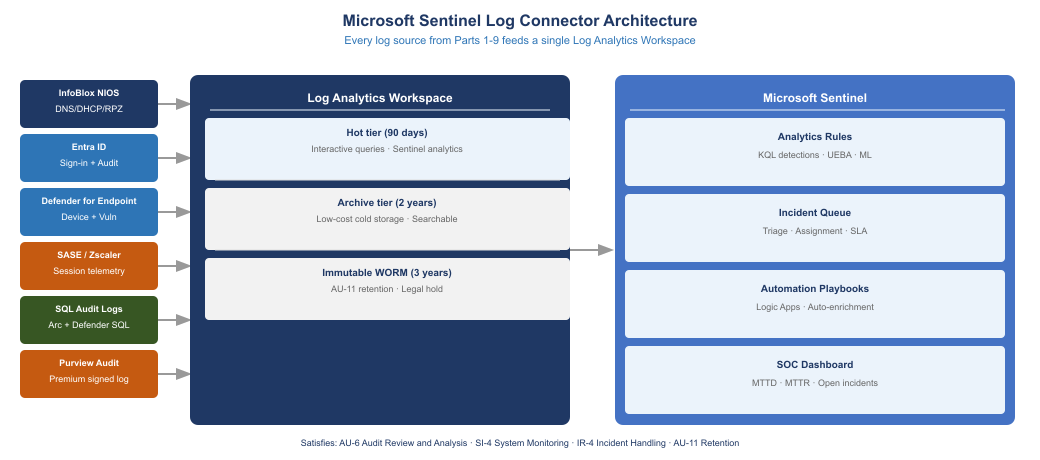 Microsoft Sentinel Log Connector Architecture
Every log source from Parts 1-9 feeds a single Log Analytics Workspace
InfoBlox NIOS
DNS/DHCP/RPZ
Entra ID
Sign-in + Audit
Defender for Endpoint
Device + Vuln
SASE / Zscaler
Session telemetry
SQL Audit Logs
Arc + Defender SQL
Purview Audit
Premium signed log
Log Analytics Workspace
Hot tier (90 days)
Interactive queries · Sentinel analytics
Archive tier (2 years)
Low-cost cold storage · Searchable
Immutable WORM (3 years)
AU-11 retention · Legal hold
Microsoft Sentinel
Analytics Rules
KQL detections · UEBA · ML
Incident Queue
Triage · Assignment · SLA
Automation Playbooks
Logic Apps · Auto-enrichment
SOC Dashboard
MTTD · MTTR · Open incidents
Satisfies: AU-6 Audit Review and Analysis · SI-4 System Monitoring · IR-4 Incident Handling · AU-11 Retention